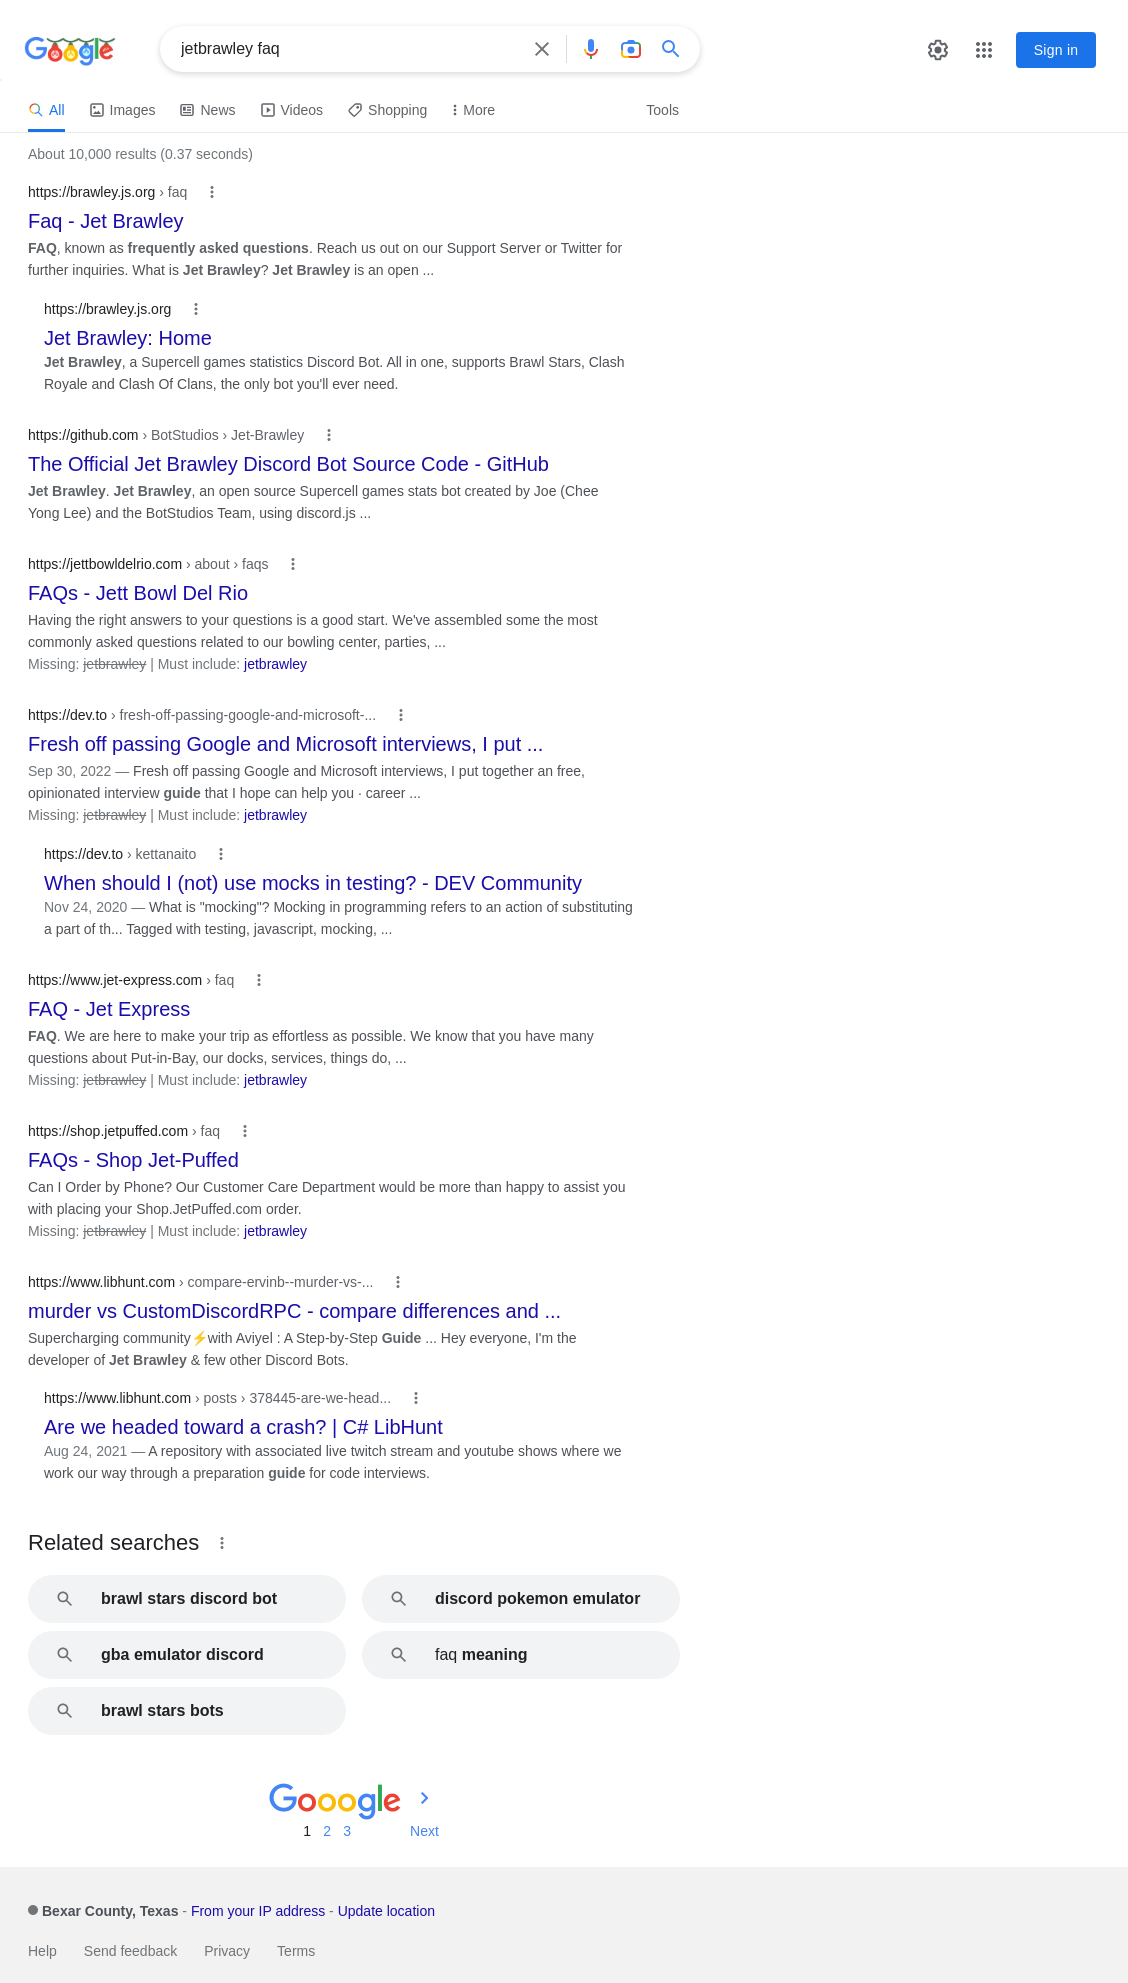 Google
jetbrawley faq
Sign in
All Images News Videos Shopping More Tools
About 10,000 results (0.37 seconds)
https://brawley.js.org › faq
Faq - Jet Brawley
FAQ, known as frequently asked questions. Reach us out on our Support Server or Twitter for
further inquiries. What is Jet Brawley? Jet Brawley is an open ...
https://brawley.js.org
Jet Brawley: Home
Jet Brawley, a Supercell games statistics Discord Bot. All in one, supports Brawl Stars, Clash
Royale and Clash Of Clans, the only bot you'll ever need.
https://github.com › BotStudios › Jet-Brawley
The Official Jet Brawley Discord Bot Source Code - GitHub
Jet Brawley. Jet Brawley, an open source Supercell games stats bot created by Joe (Chee
Yong Lee) and the BotStudios Team, using discord.js ...
https://jettbowldelrio.com › about › faqs
FAQs - Jett Bowl Del Rio
Having the right answers to your questions is a good start. We've assembled some the most
commonly asked questions related to our bowling center, parties, ...
Missing: jetbrawley | Must include: jetbrawley
https://dev.to › fresh-off-passing-google-and-microsoft-...
Fresh off passing Google and Microsoft interviews, I put ...
Sep 30, 2022 — Fresh off passing Google and Microsoft interviews, I put together an free,
opinionated interview guide that I hope can help you · career ...
Missing: jetbrawley | Must include: jetbrawley
https://dev.to › kettanaito
When should I (not) use mocks in testing? - DEV Community
Nov 24, 2020 — What is "mocking"? Mocking in programming refers to an action of substituting
a part of th... Tagged with testing, javascript, mocking, ...
https://www.jet-express.com › faq
FAQ - Jet Express
FAQ. We are here to make your trip as effortless as possible. We know that you have many
questions about Put-in-Bay, our docks, services, things do, ...
Missing: jetbrawley | Must include: jetbrawley
https://shop.jetpuffed.com › faq
FAQs - Shop Jet-Puffed
Can I Order by Phone? Our Customer Care Department would be more than happy to assist you
with placing your Shop.JetPuffed.com order.
Missing: jetbrawley | Must include: jetbrawley
https://www.libhunt.com › compare-ervinb--murder-vs-...
murder vs CustomDiscordRPC - compare differences and ...
Supercharging community⚡with Aviyel : A Step-by-Step Guide ... Hey everyone, I'm the
developer of Jet Brawley & few other Discord Bots.
https://www.libhunt.com › posts › 378445-are-we-head...
Are we headed toward a crash? | C# LibHunt
Aug 24, 2021 — A repository with associated live twitch stream and youtube shows where we
work our way through a preparation guide for code interviews.
Related searches
brawl stars discord bot
discord pokemon emulator
gba emulator discord
faq meaning
brawl stars bots
Gooogle
1 2 3 Next
Bexar County, Texas - From your IP address - Update location
Help Send feedback Privacy Terms